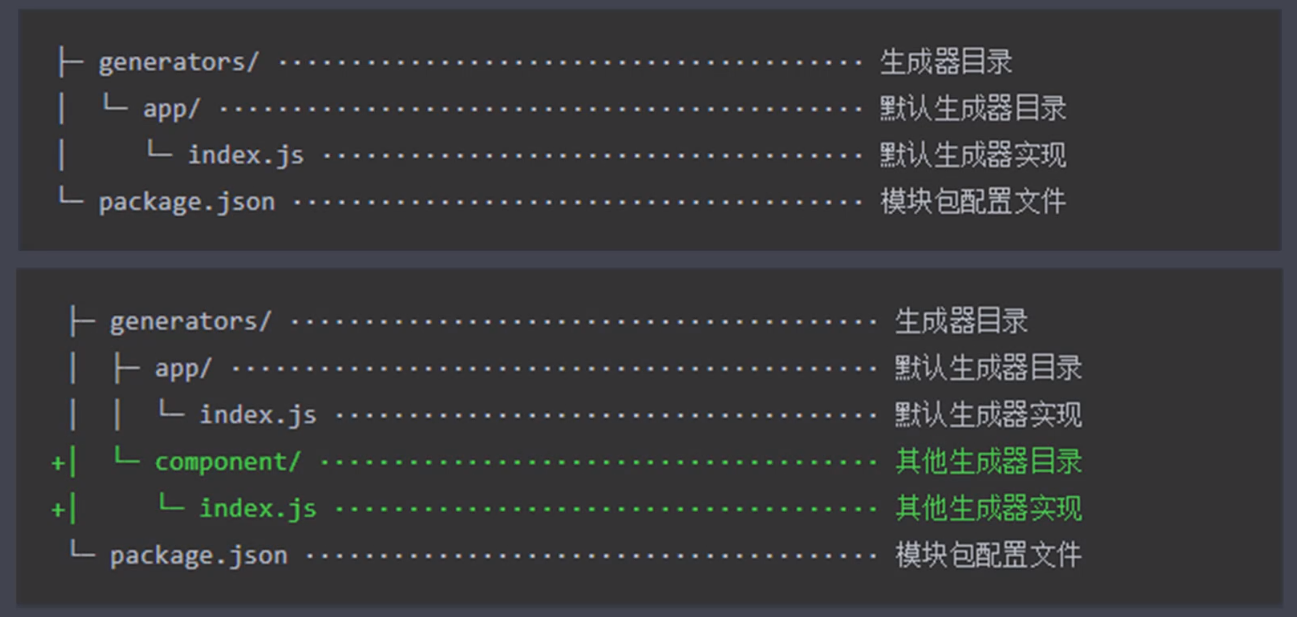 ├─ generators/ ········································ 生成器目录
│  └─ app/ ············································ 默认生成器目录
│     └─ index.js ····································· 默认生成器实现
└─ package.json ······································· 模块包配置文件
├─ generators/ ········································ 生成器目录
│  ├─ app/ ············································ 默认生成器目录
│  │  └─ index.js ····································· 默认生成器实现
+│  └─ component/ ······································ 其他生成器目录
+│     └─ index.js ····································· 其他生成器实现
└─ package.json ······································· 模块包配置文件